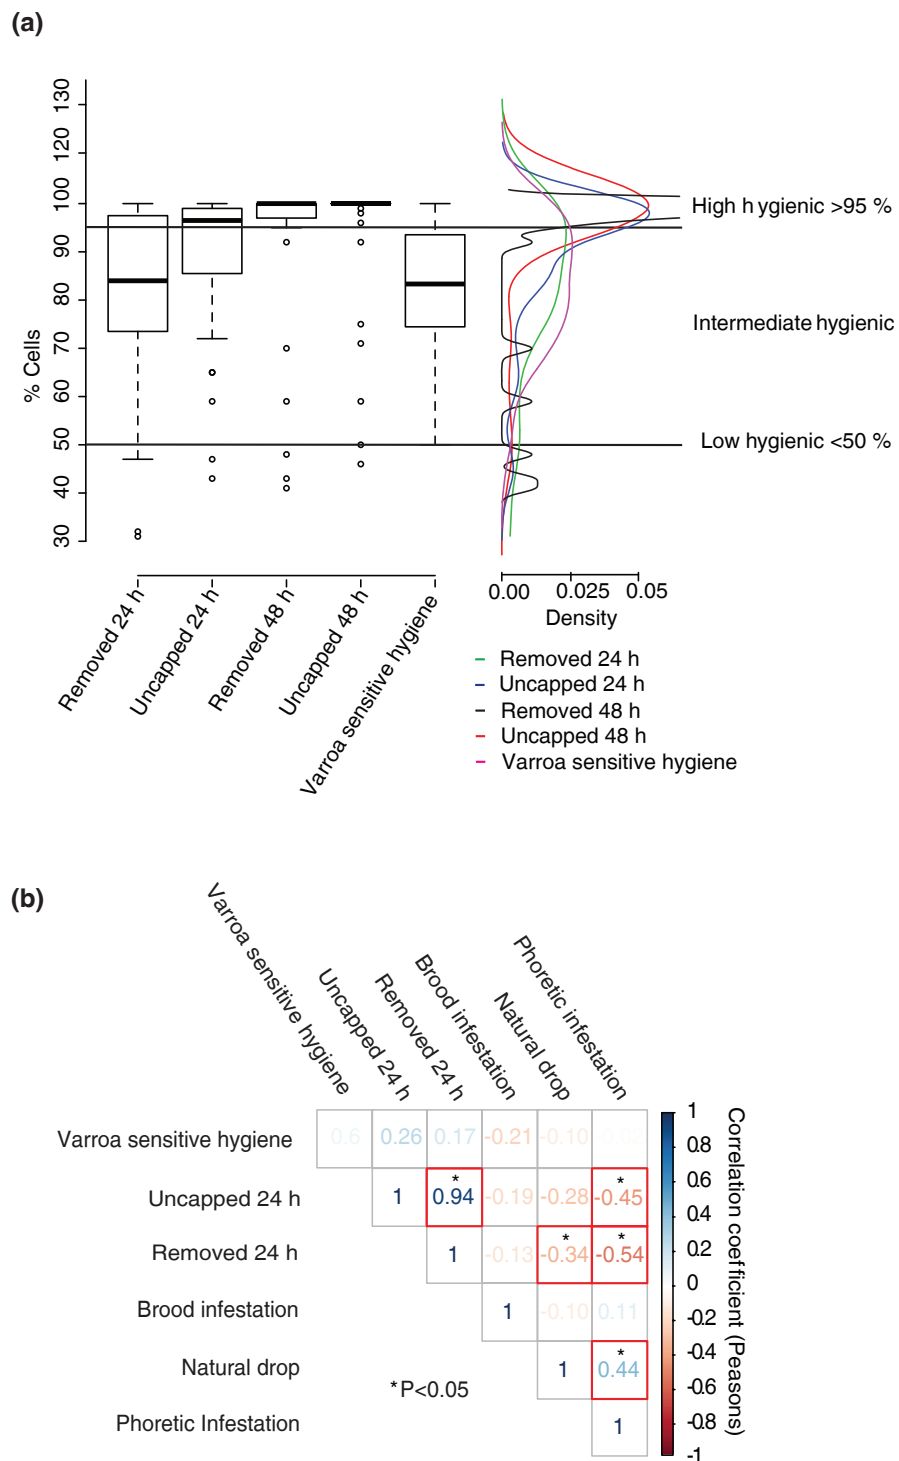 (a)
130
120
100
90
80
70
60
50
40
30
% Cells
High hygienic >95 %
Intermediate hygienic
Low hygienic <50 %
Removed 24 h
Uncapped 24 h
Removed 48 h
Uncapped 48 h
Varroa sensitive hygiene
0.00 0.025 0.05
Density
Removed 24 h
Uncapped 24 h
Removed 48 h
Uncapped 48 h
Varroa sensitive hygiene
(b)
Varroa sensitive hygiene
Uncapped 24 h
Removed 24 h
Brood infestation
Natural drop
Phoretic infestation
Varroa sensitive hygiene 0.6 0.26 0.17 -0.21 -0.10 -0.02
Uncapped 24 h 1 *0.94 -0.19 -0.28 *-0.45
Removed 24 h 1 -0.13 *-0.34 *-0.54
Brood infestation 1 -0.10 0.11
Natural drop 1 *0.44
*P<0.05
Phoretic Infestation 1
1
0.8
0.6
0.4
0.2
0
-0.2
-0.4
-0.6
-0.8
-1
Correlation coefficient (Peasons)